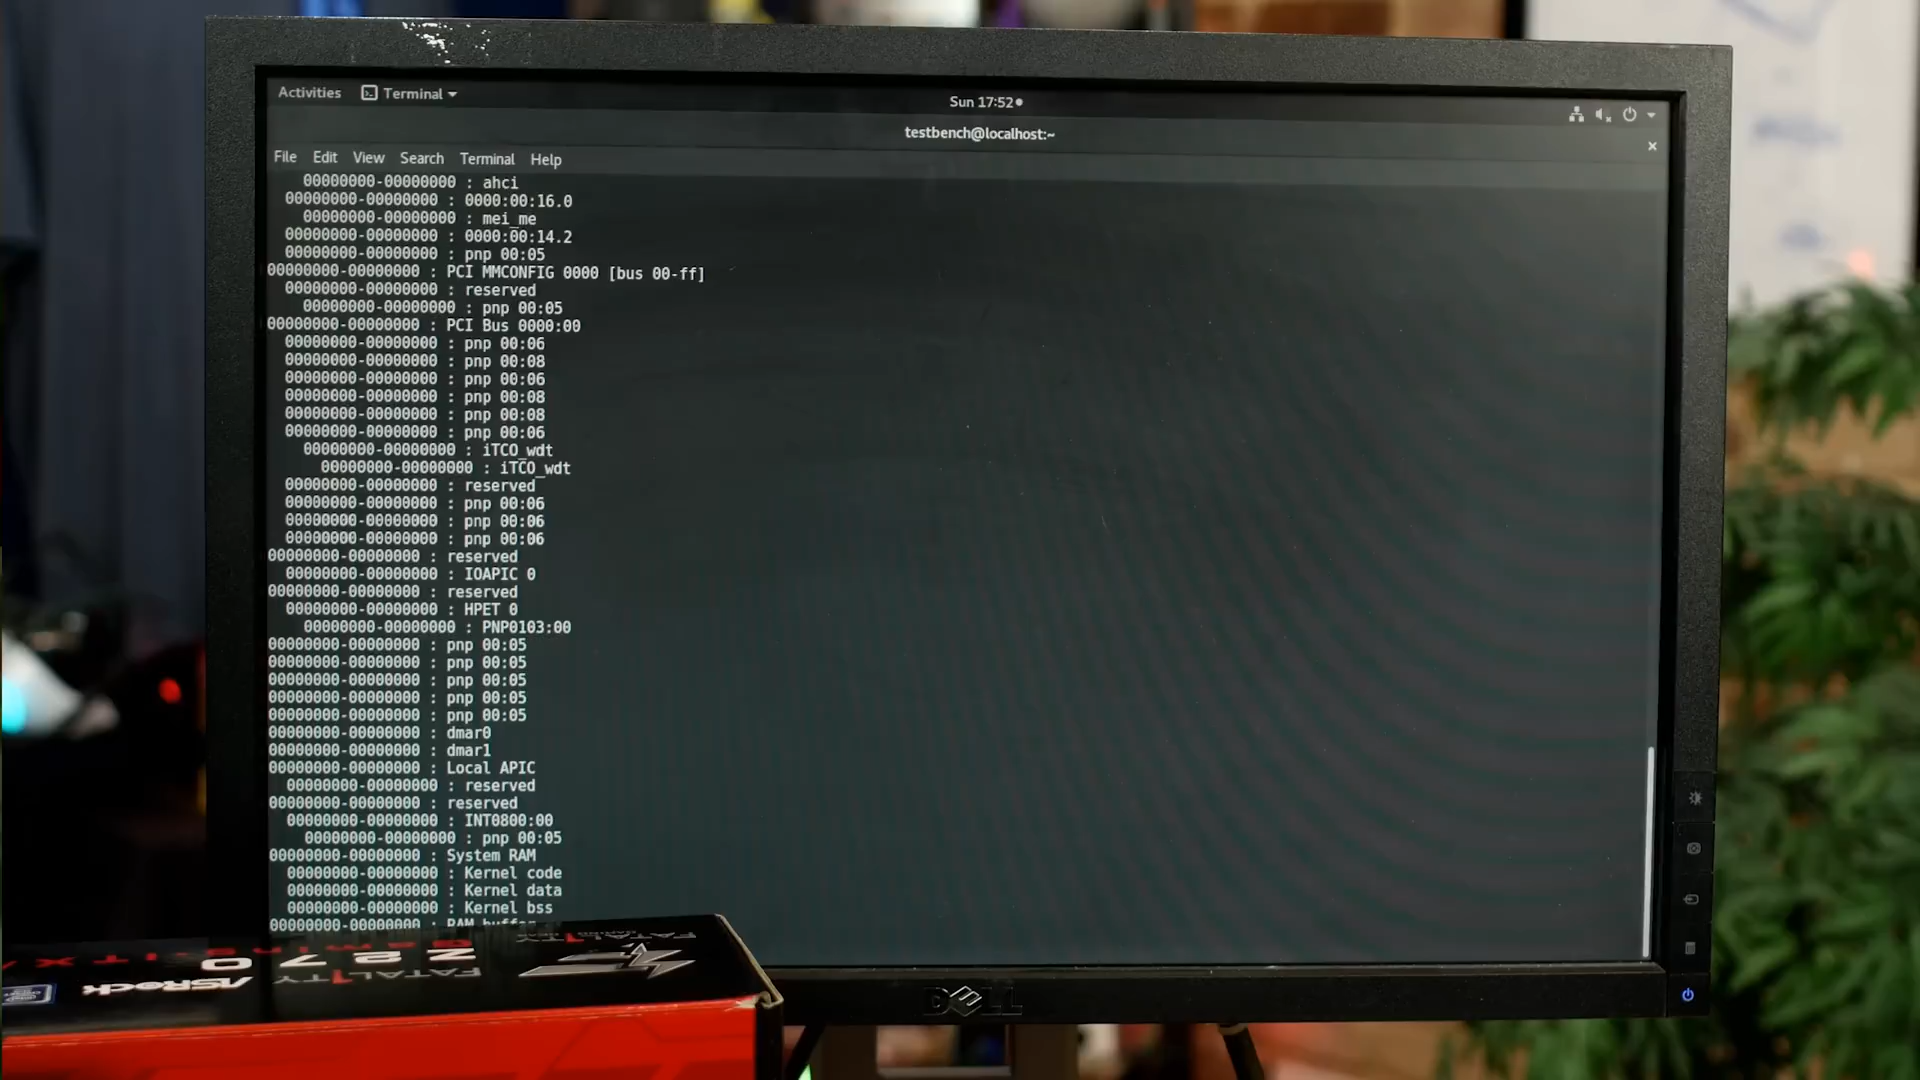 Activities Terminal
Sun 17:52
testbench@localhost:~
File Edit View Search Terminal Help
00000000-00000000 : ahci
00000000-00000000 : 0000:00:16.0
00000000-00000000 : mei_me
00000000-00000000 : 0000:00:14.2
00000000-00000000 : pnp 00:05
00000000-00000000 : PCI MMCONFIG 0000 [bus 00-ff]
00000000-00000000 : reserved
00000000-00000000 : pnp 00:05
00000000-00000000 : PCI Bus 0000:00
00000000-00000000 : pnp 00:06
00000000-00000000 : pnp 00:08
00000000-00000000 : pnp 00:06
00000000-00000000 : pnp 00:08
00000000-00000000 : pnp 00:08
00000000-00000000 : pnp 00:06
00000000-00000000 : iTCO_wdt
00000000-00000000 : iTCO_wdt
00000000-00000000 : reserved
00000000-00000000 : pnp 00:06
00000000-00000000 : pnp 00:06
00000000-00000000 : pnp 00:06
00000000-00000000 : reserved
00000000-00000000 : IOAPIC 0
00000000-00000000 : reserved
00000000-00000000 : HPET 0
00000000-00000000 : PNP0103:00
00000000-00000000 : pnp 00:05
00000000-00000000 : pnp 00:05
00000000-00000000 : pnp 00:05
00000000-00000000 : pnp 00:05
00000000-00000000 : pnp 00:05
00000000-00000000 : dmar0
00000000-00000000 : dmar1
00000000-00000000 : Local APIC
00000000-00000000 : reserved
00000000-00000000 : reserved
00000000-00000000 : INT0800:00
00000000-00000000 : pnp 00:05
00000000-00000000 : System RAM
00000000-00000000 : Kernel code
00000000-00000000 : Kernel data
00000000-00000000 : Kernel bss
00000000-00000000 : RAM buffer
FATAL1TY
FATAL1TY
Z270
Gaming-ITX/
ASRock
DELL